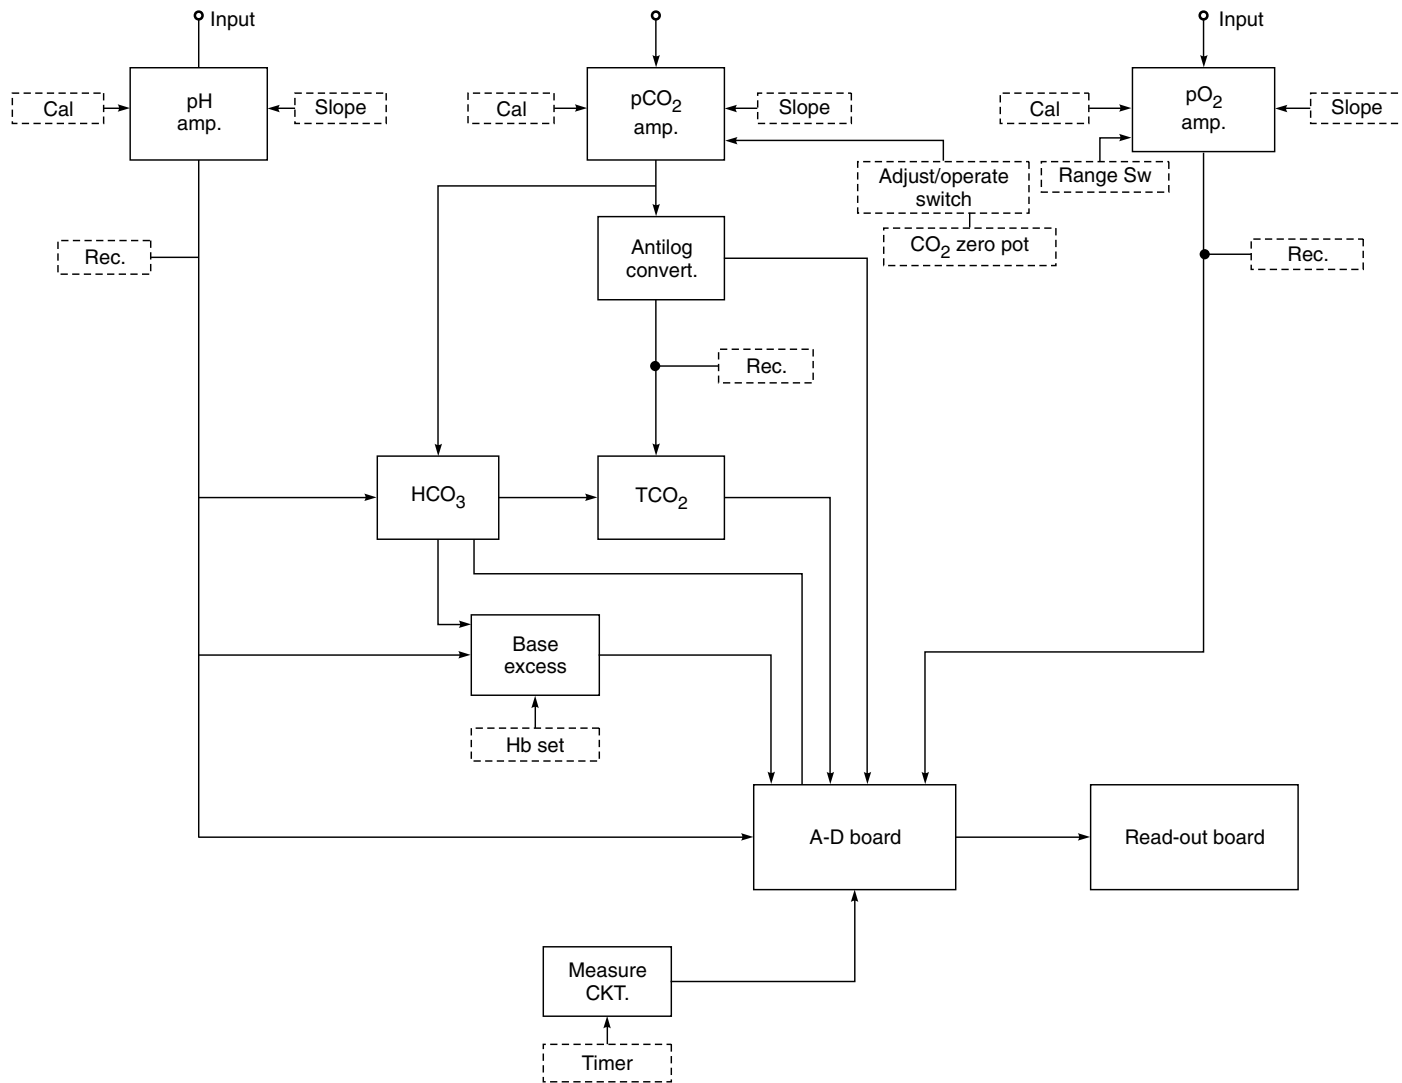 Input
Input
Cal
pH
amp.
Slope
Cal
pCO2
amp.
Slope
Cal
pO2
amp.
Slope
Adjust/operate
switch
Range Sw
CO2 zero pot
Rec.
Antilog
convert.
Rec.
Rec.
HCO3
TCO2
Base
excess
Hb set
A-D board
Read-out board
Measure
CKT.
Timer